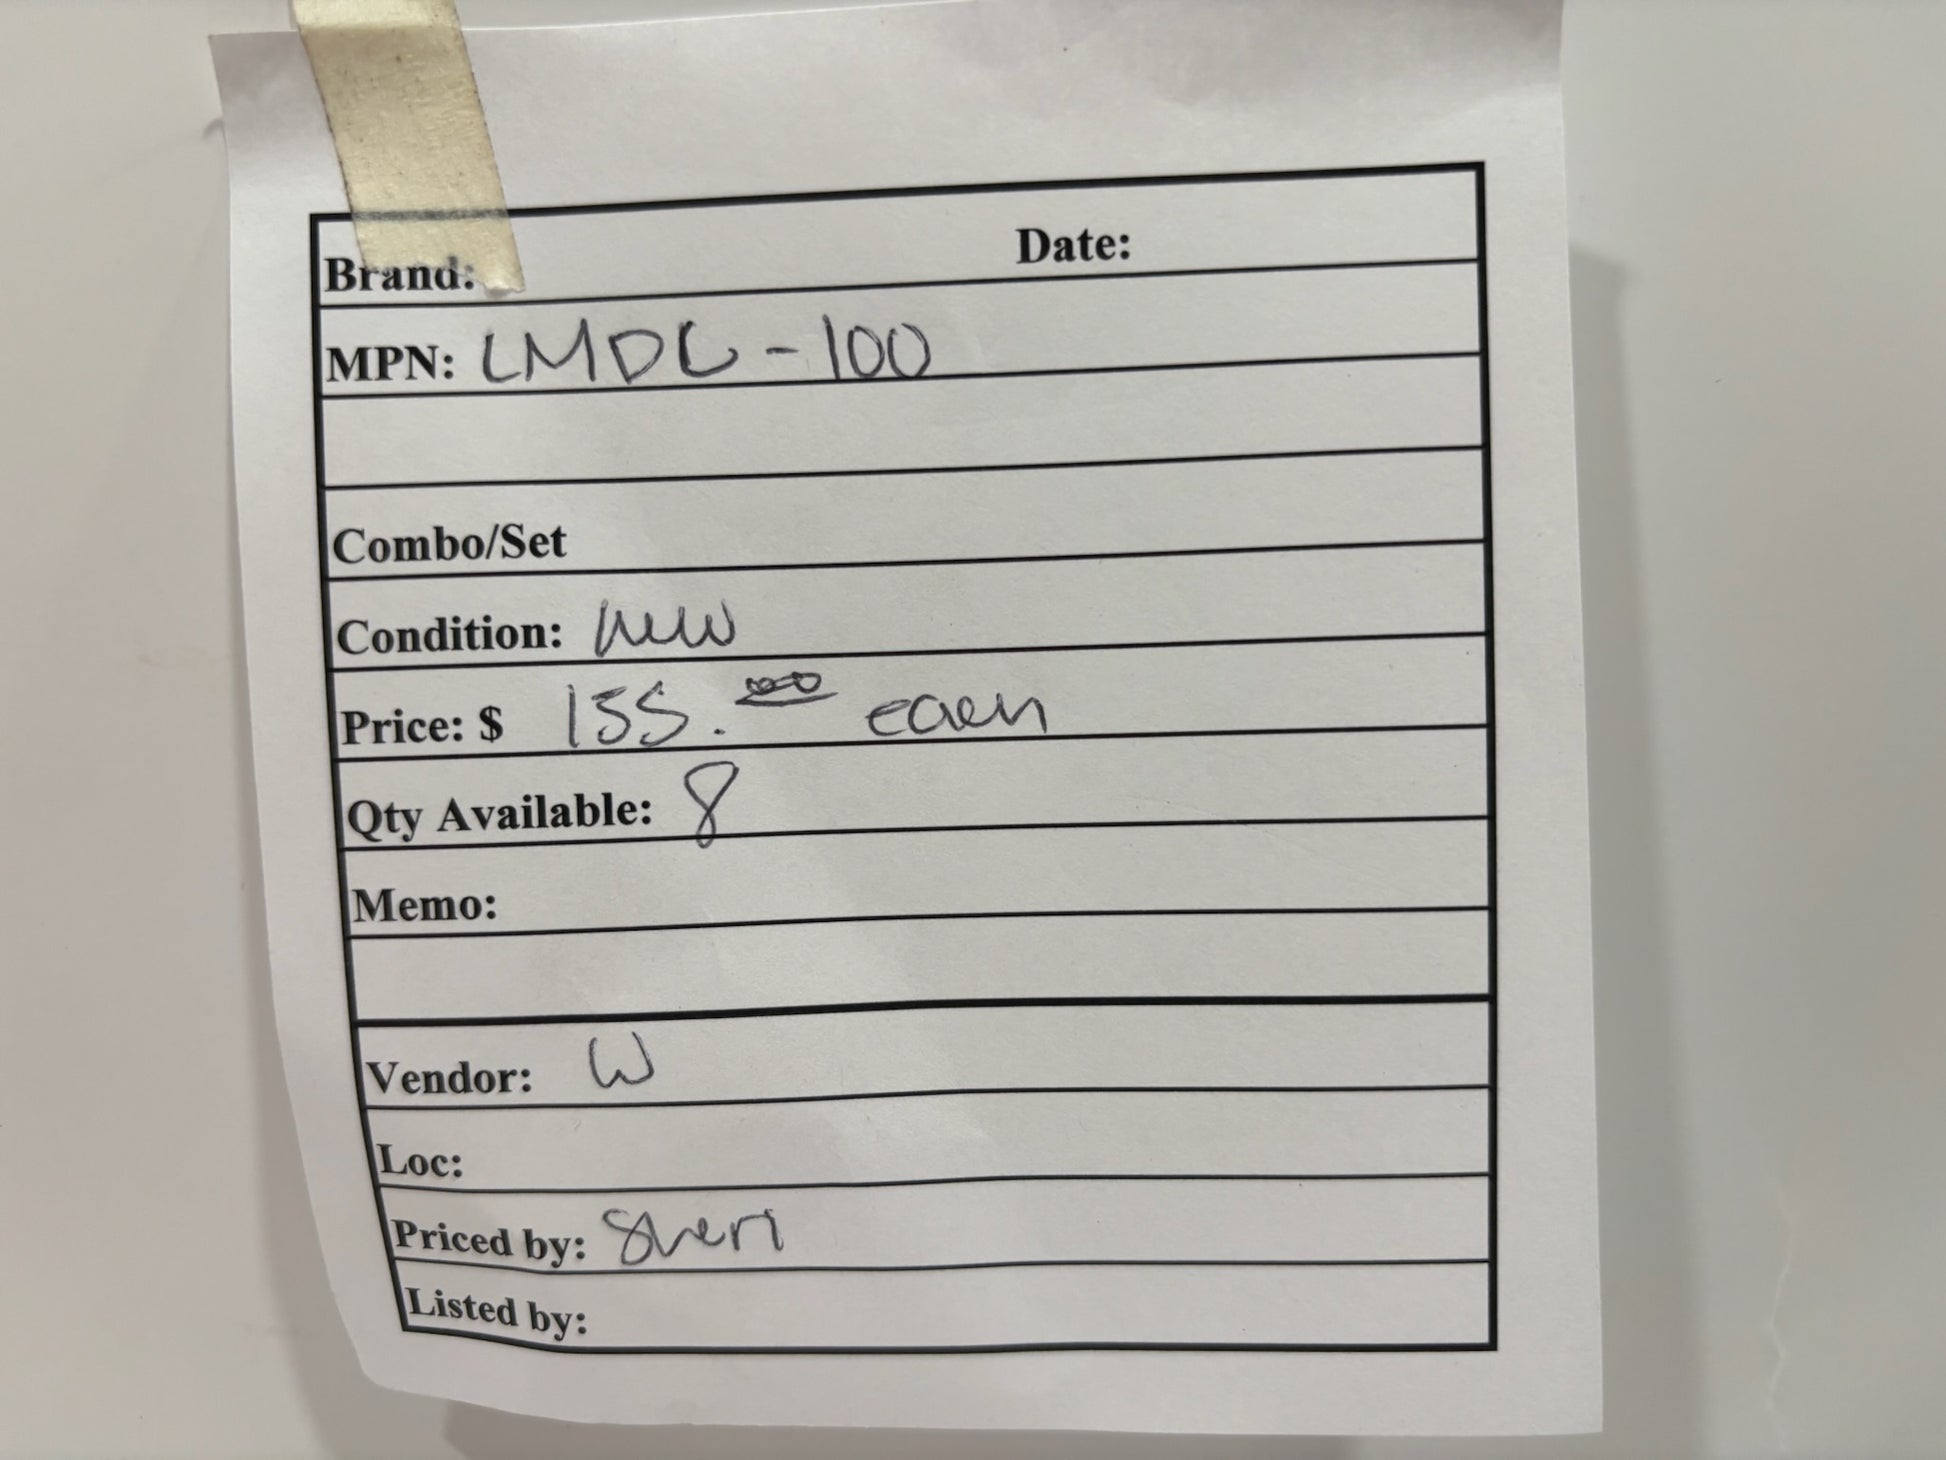 Brand: Date:
MPN: LMDC-100
Combo/Set
Condition: new
Price: $ 155.00 each
Qty Available: 8
Memo:
Vendor: W
Loc:
Priced by: Sheri
Listed by: